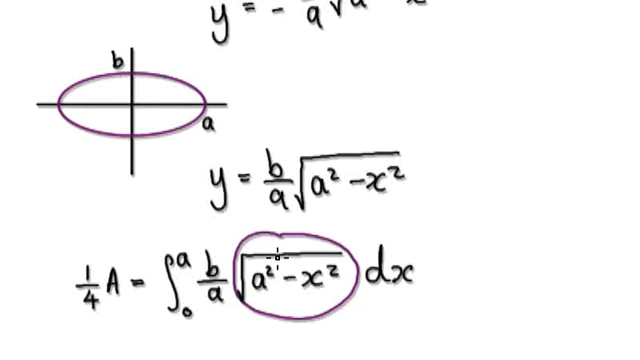 y = -
b
a
y = b/a √(a² - x²)
1/4 A = ∫₀ᵃ b/a √(a² - x²) dx